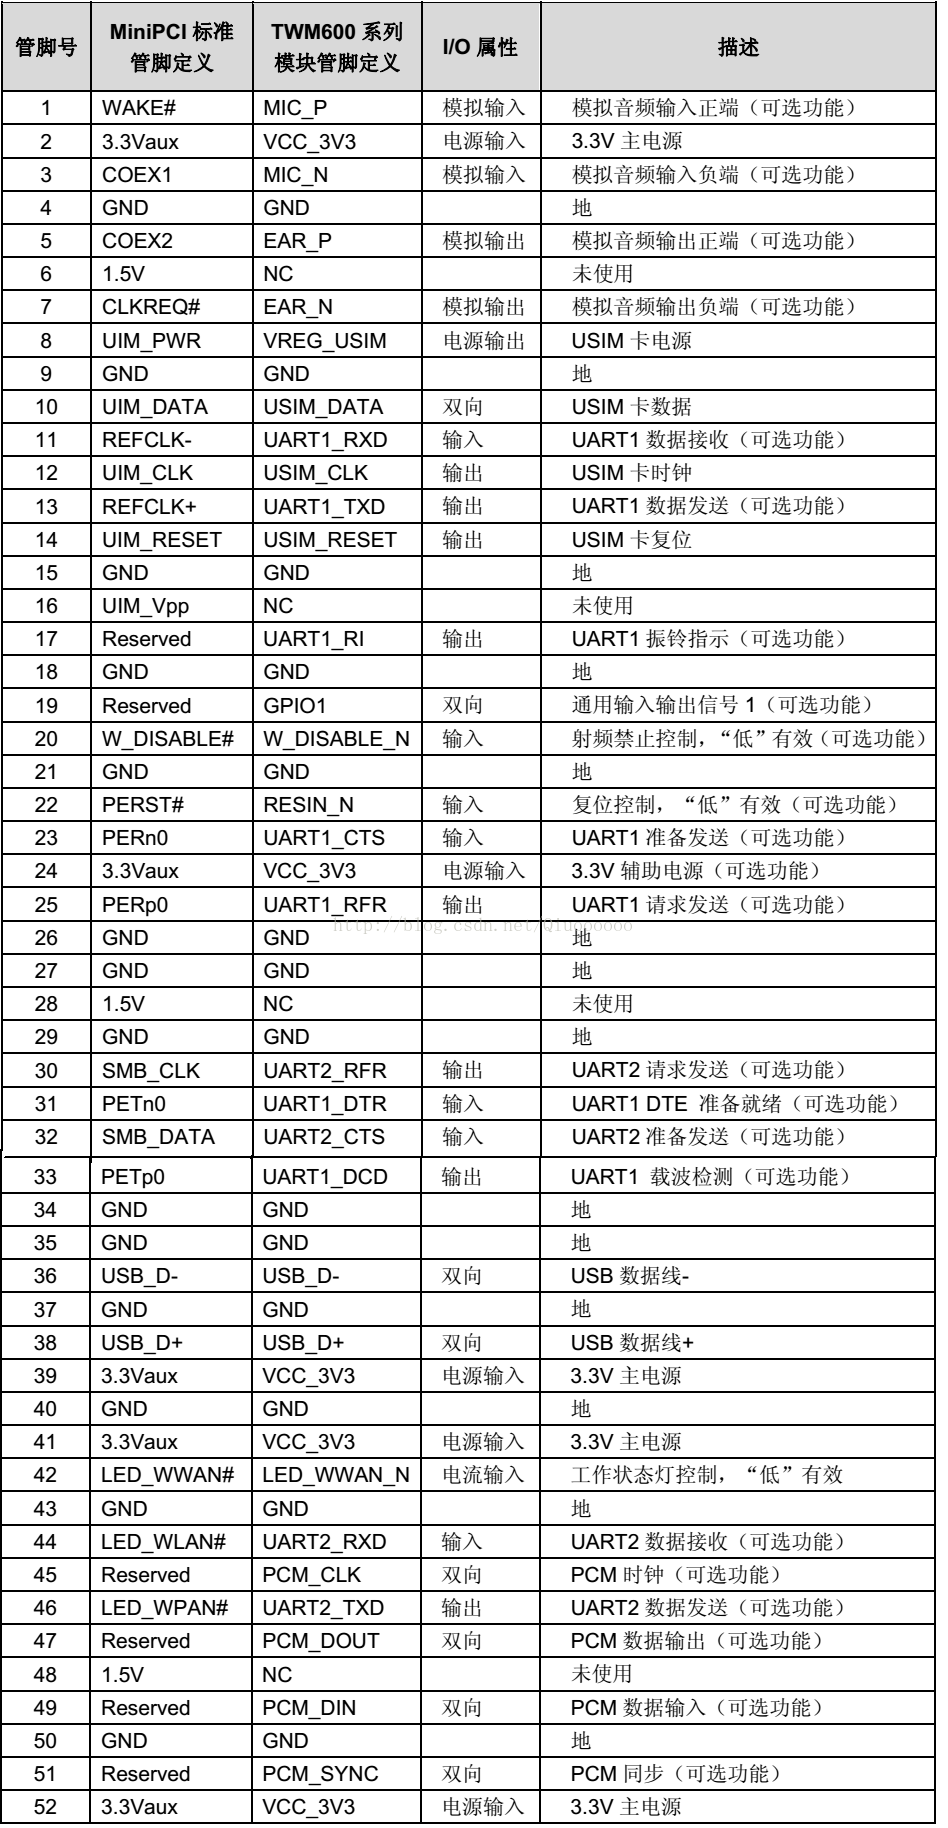 管脚号 MiniPCI 标准管脚定义 TWM600 系列模块管脚定义 I/O 属性 描述
1 WAKE# MIC_P 模拟输入 模拟音频输入正端（可选功能）
2 3.3Vaux VCC_3V3 电源输入 3.3V 主电源
3 COEX1 MIC_N 模拟输入 模拟音频输入负端（可选功能）
4 GND GND 地
5 COEX2 EAR_P 模拟输出 模拟音频输出正端（可选功能）
6 1.5V NC 未使用
7 CLKREQ# EAR_N 模拟输出 模拟音频输出负端（可选功能）
8 UIM_PWR VREG_USIM 电源输出 USIM 卡电源
9 GND GND 地
10 UIM_DATA USIM_DATA 双向 USIM 卡数据
11 REFCLK- UART1_RXD 输入 UART1 数据接收（可选功能）
12 UIM_CLK USIM_CLK 输出 USIM 卡时钟
13 REFCLK+ UART1_TXD 输出 UART1 数据发送（可选功能）
14 UIM_RESET USIM_RESET 输出 USIM 卡复位
15 GND GND 地
16 UIM_Vpp NC 未使用
17 Reserved UART1_RI 输出 UART1 振铃指示（可选功能）
18 GND GND 地
19 Reserved GPIO1 双向 通用输入输出信号 1（可选功能）
20 W_DISABLE# W_DISABLE_N 输入 射频禁止控制，“低”有效（可选功能）
21 GND GND 地
22 PERST# RESIN_N 输入 复位控制，“低”有效（可选功能）
23 PERn0 UART1_CTS 输入 UART1 准备发送（可选功能）
24 3.3Vaux VCC_3V3 电源输入 3.3V 辅助电源（可选功能）
25 PERp0 UART1_RFR 输出 UART1 请求发送（可选功能）
http://blog.csdn.net/Qiuoooooo
26 GND GND 地
27 GND GND 地
28 1.5V NC 未使用
29 GND GND 地
30 SMB_CLK UART2_RFR 输出 UART2 请求发送（可选功能）
31 PETn0 UART1_DTR 输入 UART1 DTE 准备就绪（可选功能）
32 SMB_DATA UART2_CTS 输入 UART2 准备发送（可选功能）
33 PETp0 UART1_DCD 输出 UART1 载波检测（可选功能）
34 GND GND 地
35 GND GND 地
36 USB_D- USB_D- 双向 USB 数据线-
37 GND GND 地
38 USB_D+ USB_D+ 双向 USB 数据线+
39 3.3Vaux VCC_3V3 电源输入 3.3V 主电源
40 GND GND 地
41 3.3Vaux VCC_3V3 电源输入 3.3V 主电源
42 LED_WWAN# LED_WWAN_N 电流输入 工作状态灯控制，“低”有效
43 GND GND 地
44 LED_WLAN# UART2_RXD 输入 UART2 数据接收（可选功能）
45 Reserved PCM_CLK 双向 PCM 时钟（可选功能）
46 LED_WPAN# UART2_TXD 输出 UART2 数据发送（可选功能）
47 Reserved PCM_DOUT 双向 PCM 数据输出（可选功能）
48 1.5V NC 未使用
49 Reserved PCM_DIN 双向 PCM 数据输入（可选功能）
50 GND GND 地
51 Reserved PCM_SYNC 双向 PCM 同步（可选功能）
52 3.3Vaux VCC_3V3 电源输入 3.3V 主电源